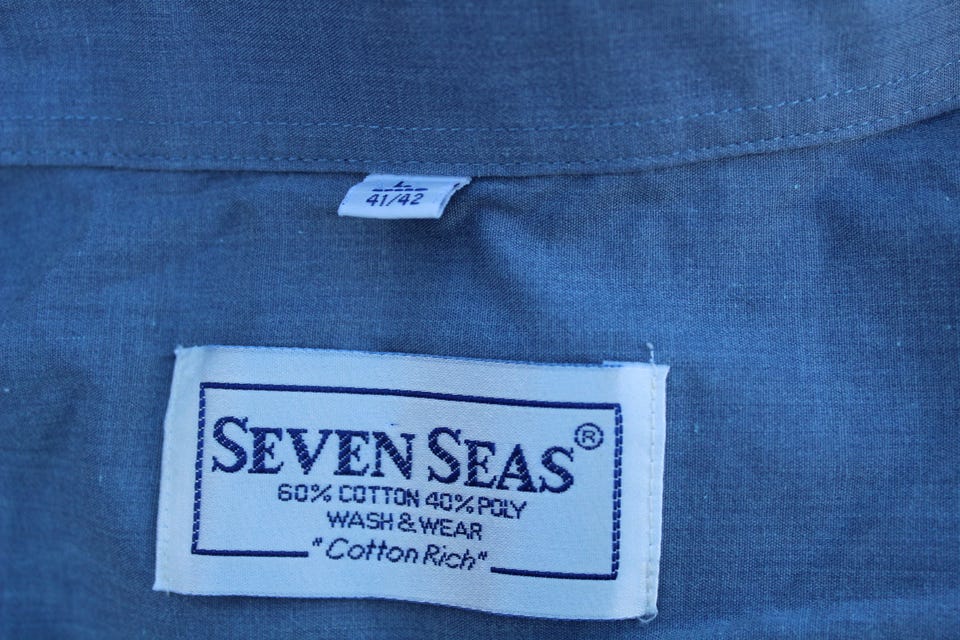 L
41/42
SEVEN SEAS®
60% COTTON 40% POLY
WASH & WEAR
"Cotton Rich"